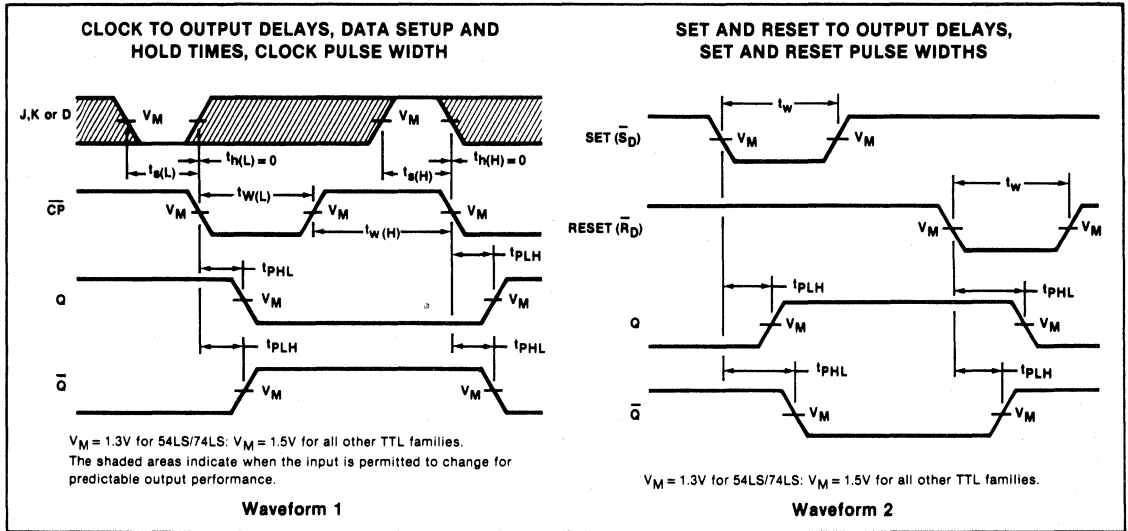 CLOCK TO OUTPUT DELAYS, DATA SETUP AND
HOLD TIMES, CLOCK PULSE WIDTH
J,K or D
VM
VM
ts(L)
th(L) = 0
ts(H)
th(H) = 0
C̅P̅
tW(L)
VM
VM
VM
tw(H)
tPHL
tPLH
Q
VM
VM
tPLH
tPHL
Q̅
VM
VM
VM = 1.3V for 54LS/74LS: VM = 1.5V for all other TTL families.
The shaded areas indicate when the input is permitted to change for
predictable output performance.
Waveform 1
SET AND RESET TO OUTPUT DELAYS,
SET AND RESET PULSE WIDTHS
tw
SET (S̅D)
VM
VM
tw
RESET (R̅D)
VM
VM
tPLH
tPHL
Q
VM
VM
tPHL
tPLH
Q̅
VM
VM
VM = 1.3V for 54LS/74LS: VM = 1.5V for all other TTL families.
Waveform 2